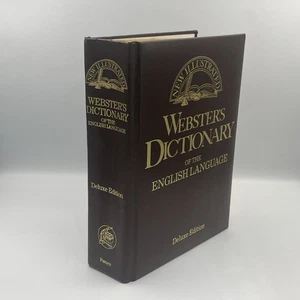 NEW ILLUSTRATED
WEBSTER'S
DICTIONARY
OF THE
ENGLISH LANGUAGE
Deluxe Edition
NEW ILLUSTRATED
WEBSTER'S
DICTIONARY
OF THE
ENGLISH LANGUAGE
Deluxe Edition